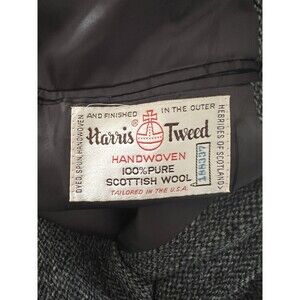 AND FINISHED IN THE OUTER
DYED, SPUN, HANDWOVEN
HEBRIDES OF SCOTLAND
Harris Tweed
®
HANDWOVEN
100% PURE
SCOTTISH WOOL
TAILORED IN THE U.S.A.